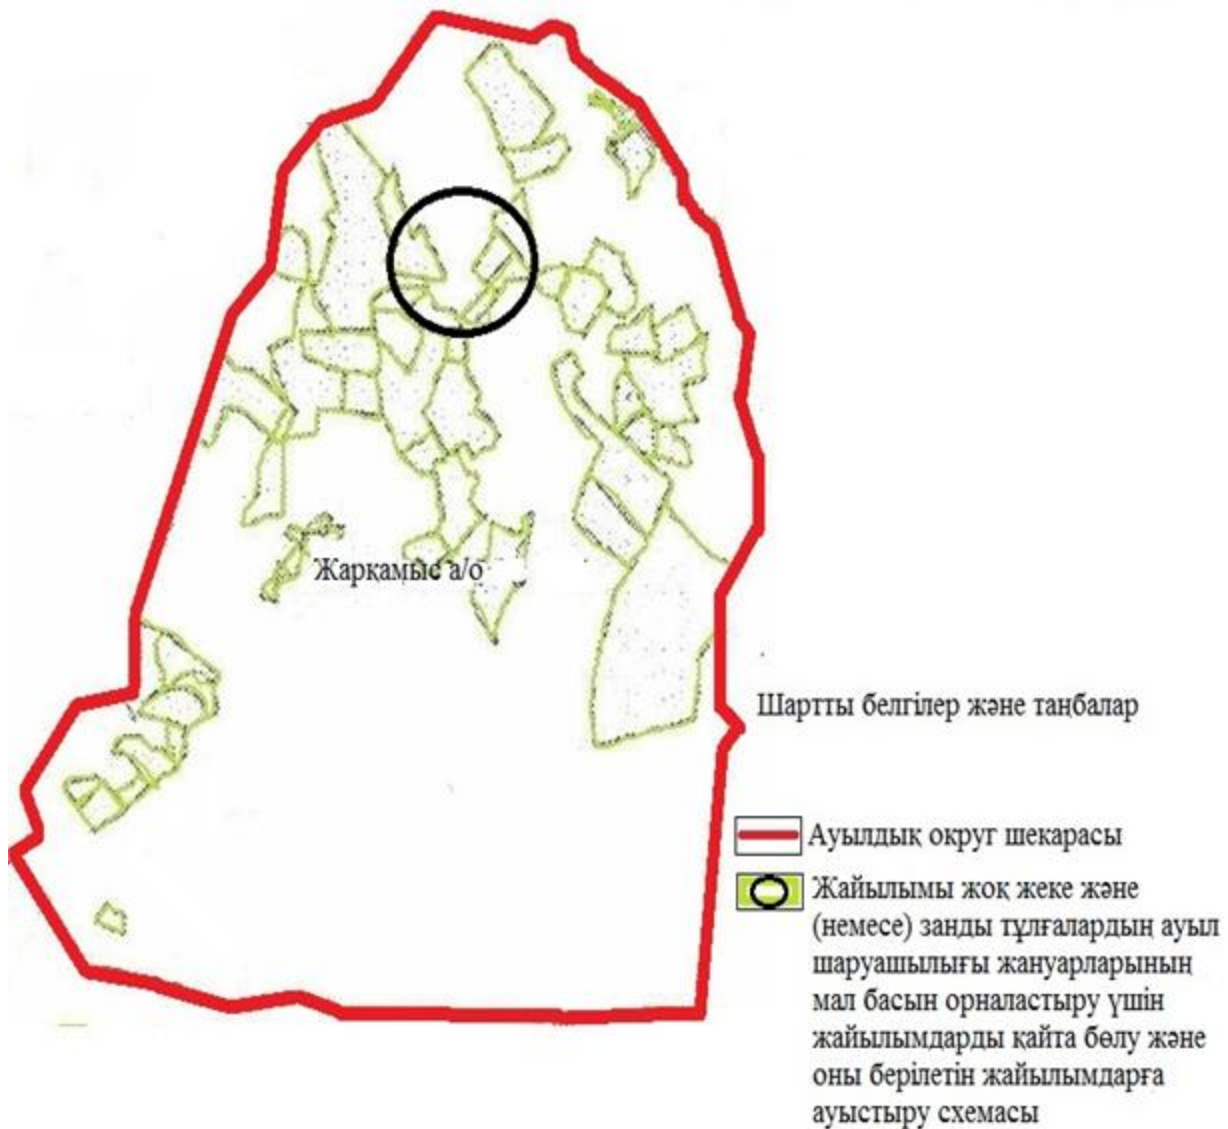 Жарқамыс а/о
Шартты белгілер және таңбалар
Ауылдық округ шекарасы
Жайылымы жоқ жеке және
(немесе) занды тұлғалардың ауыл
шаруашылығы жануарларының
мал басын орналастыру үшін
жайылымдарды қайта бөлу және
оны берілетін жайылымдарға
ауыстыру схемасы